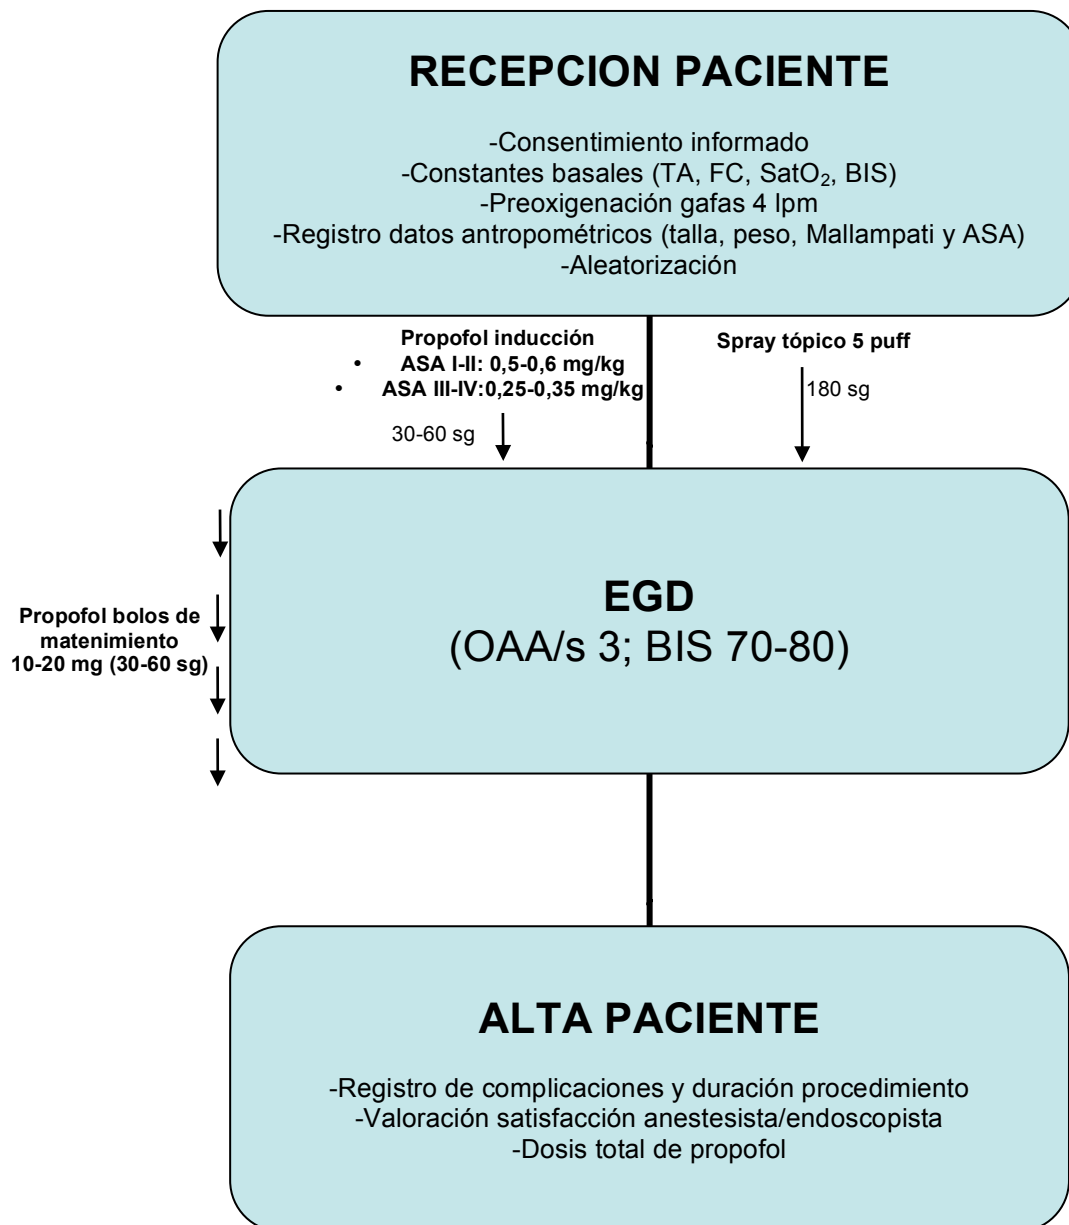 RECEPCION PACIENTE
-Consentimiento informado
-Constantes basales (TA, FC, SatO₂, BIS)
-Preoxigenación gafas 4 lpm
-Registro datos antropométricos (talla, peso, Mallampati y ASA)
-Aleatorización
Propofol inducción
• ASA I-II: 0,5-0,6 mg/kg
• ASA III-IV:0,25-0,35 mg/kg
30-60 sg
Spray tópico 5 puff
180 sg
EGD
(OAA/s 3; BIS 70-80)
Propofol bolos de
matenimiento
10-20 mg (30-60 sg)
ALTA PACIENTE
-Registro de complicaciones y duración procedimiento
-Valoración satisfacción anestesista/endoscopista
-Dosis total de propofol